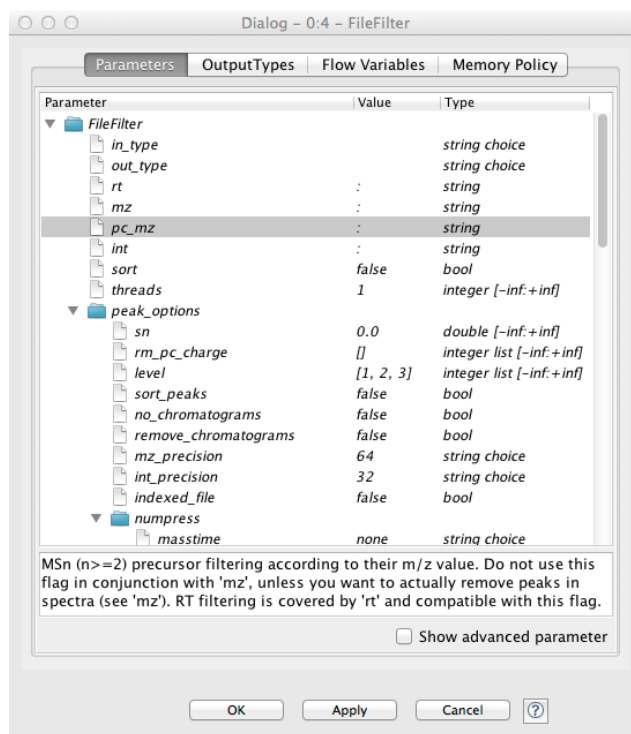 Dialog – 0:4 – FileFilter
Parameters OutputTypes Flow Variables Memory Policy
Parameter Value Type
FileFilter
in_type string choice
out_type string choice
rt : string
mz : string
pc_mz : string
int : string
sort false bool
threads 1 integer [–inf:+inf]
peak_options
sn 0.0 double [–inf:+inf]
rm_pc_charge [] integer list [–inf:+inf]
level [1, 2, 3] integer list [–inf:+inf]
sort_peaks false bool
no_chromatograms false bool
remove_chromatograms false bool
mz_precision 64 string choice
int_precision 32 string choice
indexed_file false bool
numpress
masstime none string choice
MSn (n>=2) precursor filtering according to their m/z value. Do not use this
flag in conjunction with 'mz', unless you want to actually remove peaks in
spectra (see 'mz'). RT filtering is covered by 'rt' and compatible with this flag.
Show advanced parameter
OK Apply Cancel ?